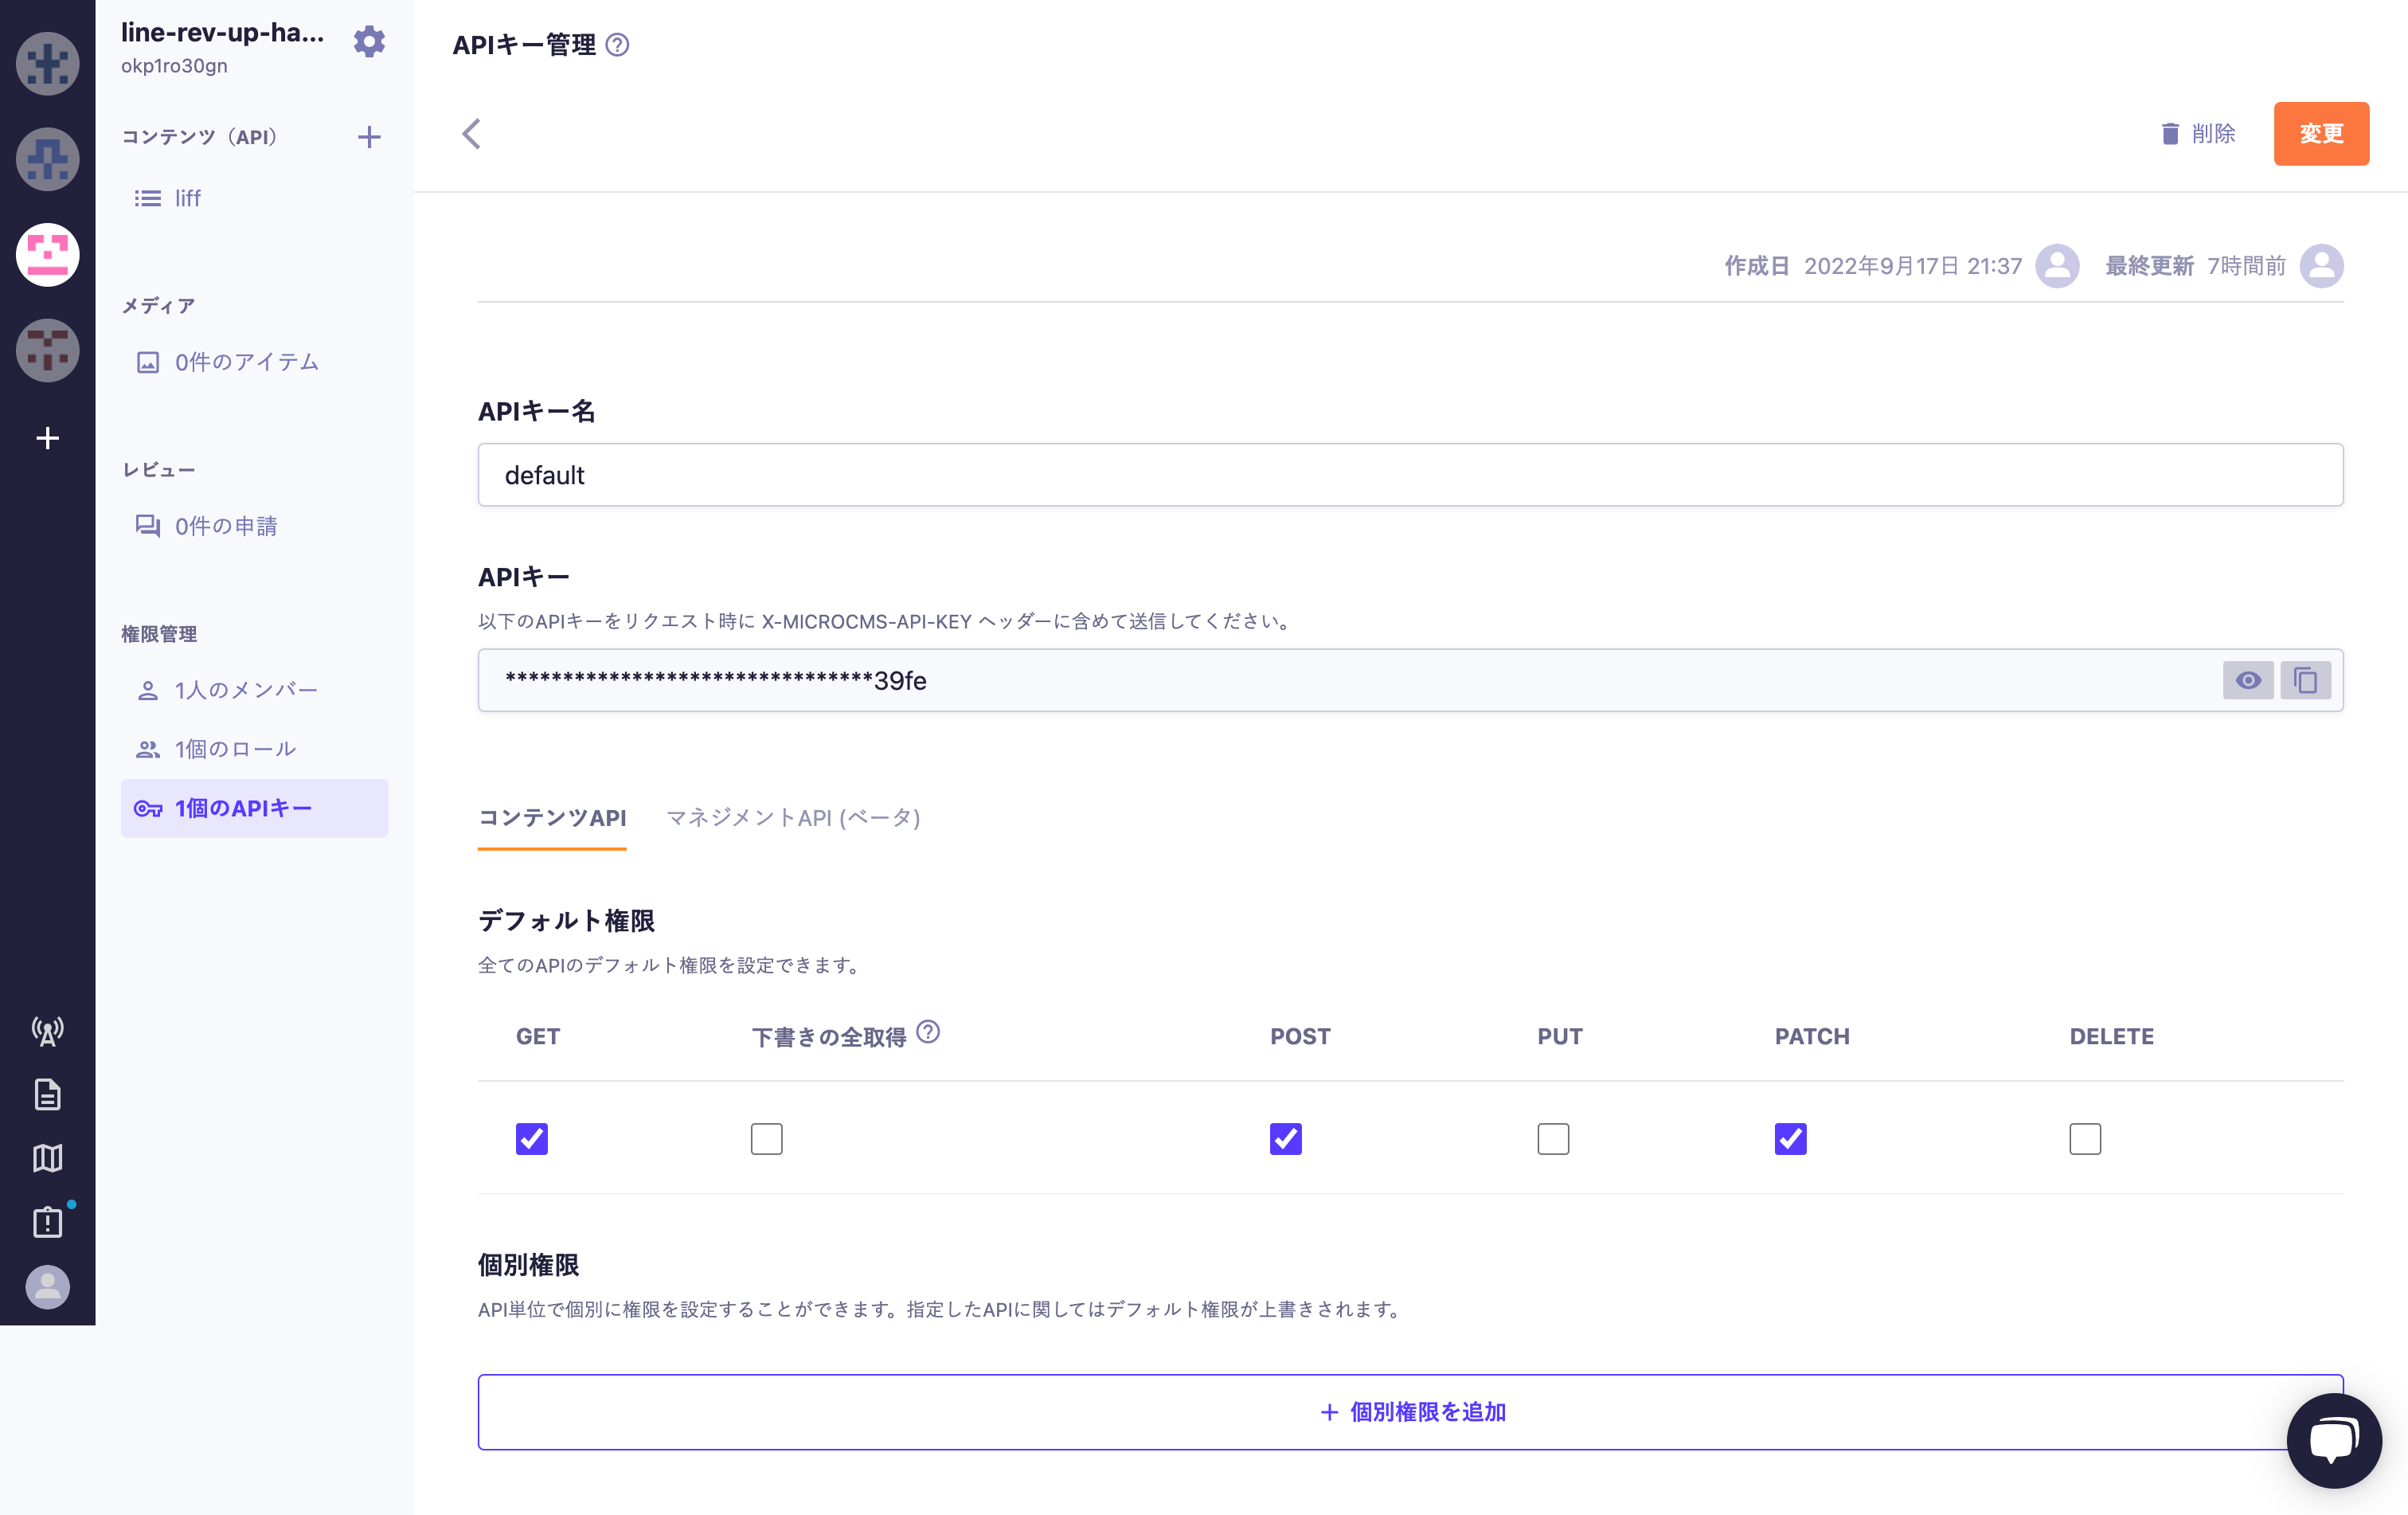 line-rev-up-ha...
okp1ro30gn
コンテンツ（API）
liff
メディア
0件のアイテム
レビュー
0件の申請
権限管理
1人のメンバー
1個のロール
1個のAPIキー
APIキー管理
削除
変更
作成日 2022年9月17日 21:37 最終更新 7時間前
APIキー名
default
APIキー
以下のAPIキーをリクエスト時に X-MICROCMS-API-KEY ヘッダーに含めて送信してください。
********************************39fe
コンテンツAPI マネジメントAPI (ベータ)
デフォルト権限
全てのAPIのデフォルト権限を設定できます。
GET 下書きの全取得 POST PUT PATCH DELETE
個別権限
API単位で個別に権限を設定することができます。指定したAPIに関してはデフォルト権限が上書きされます。
＋ 個別権限を追加